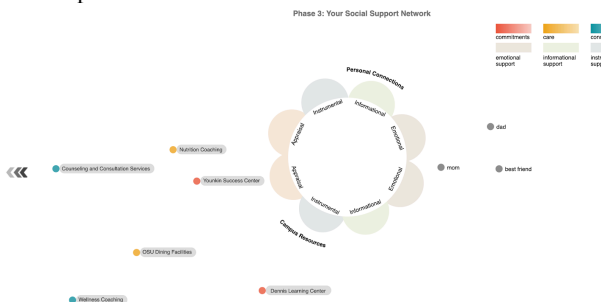 Phase 3: Your Social Support Network
commitments
care
emotional
support
informational
support
Personal Connections
Instrumental
Informational
Appraisal
Emotional
Appraisal
Emotional
Instrumental
Informational
Campus Resources
dad
mom
best friend
Nutrition Coaching
Counseling and Consultation Services
Younkin Success Center
OSU Dining Facilities
Dennis Learning Center
Wellness Coaching